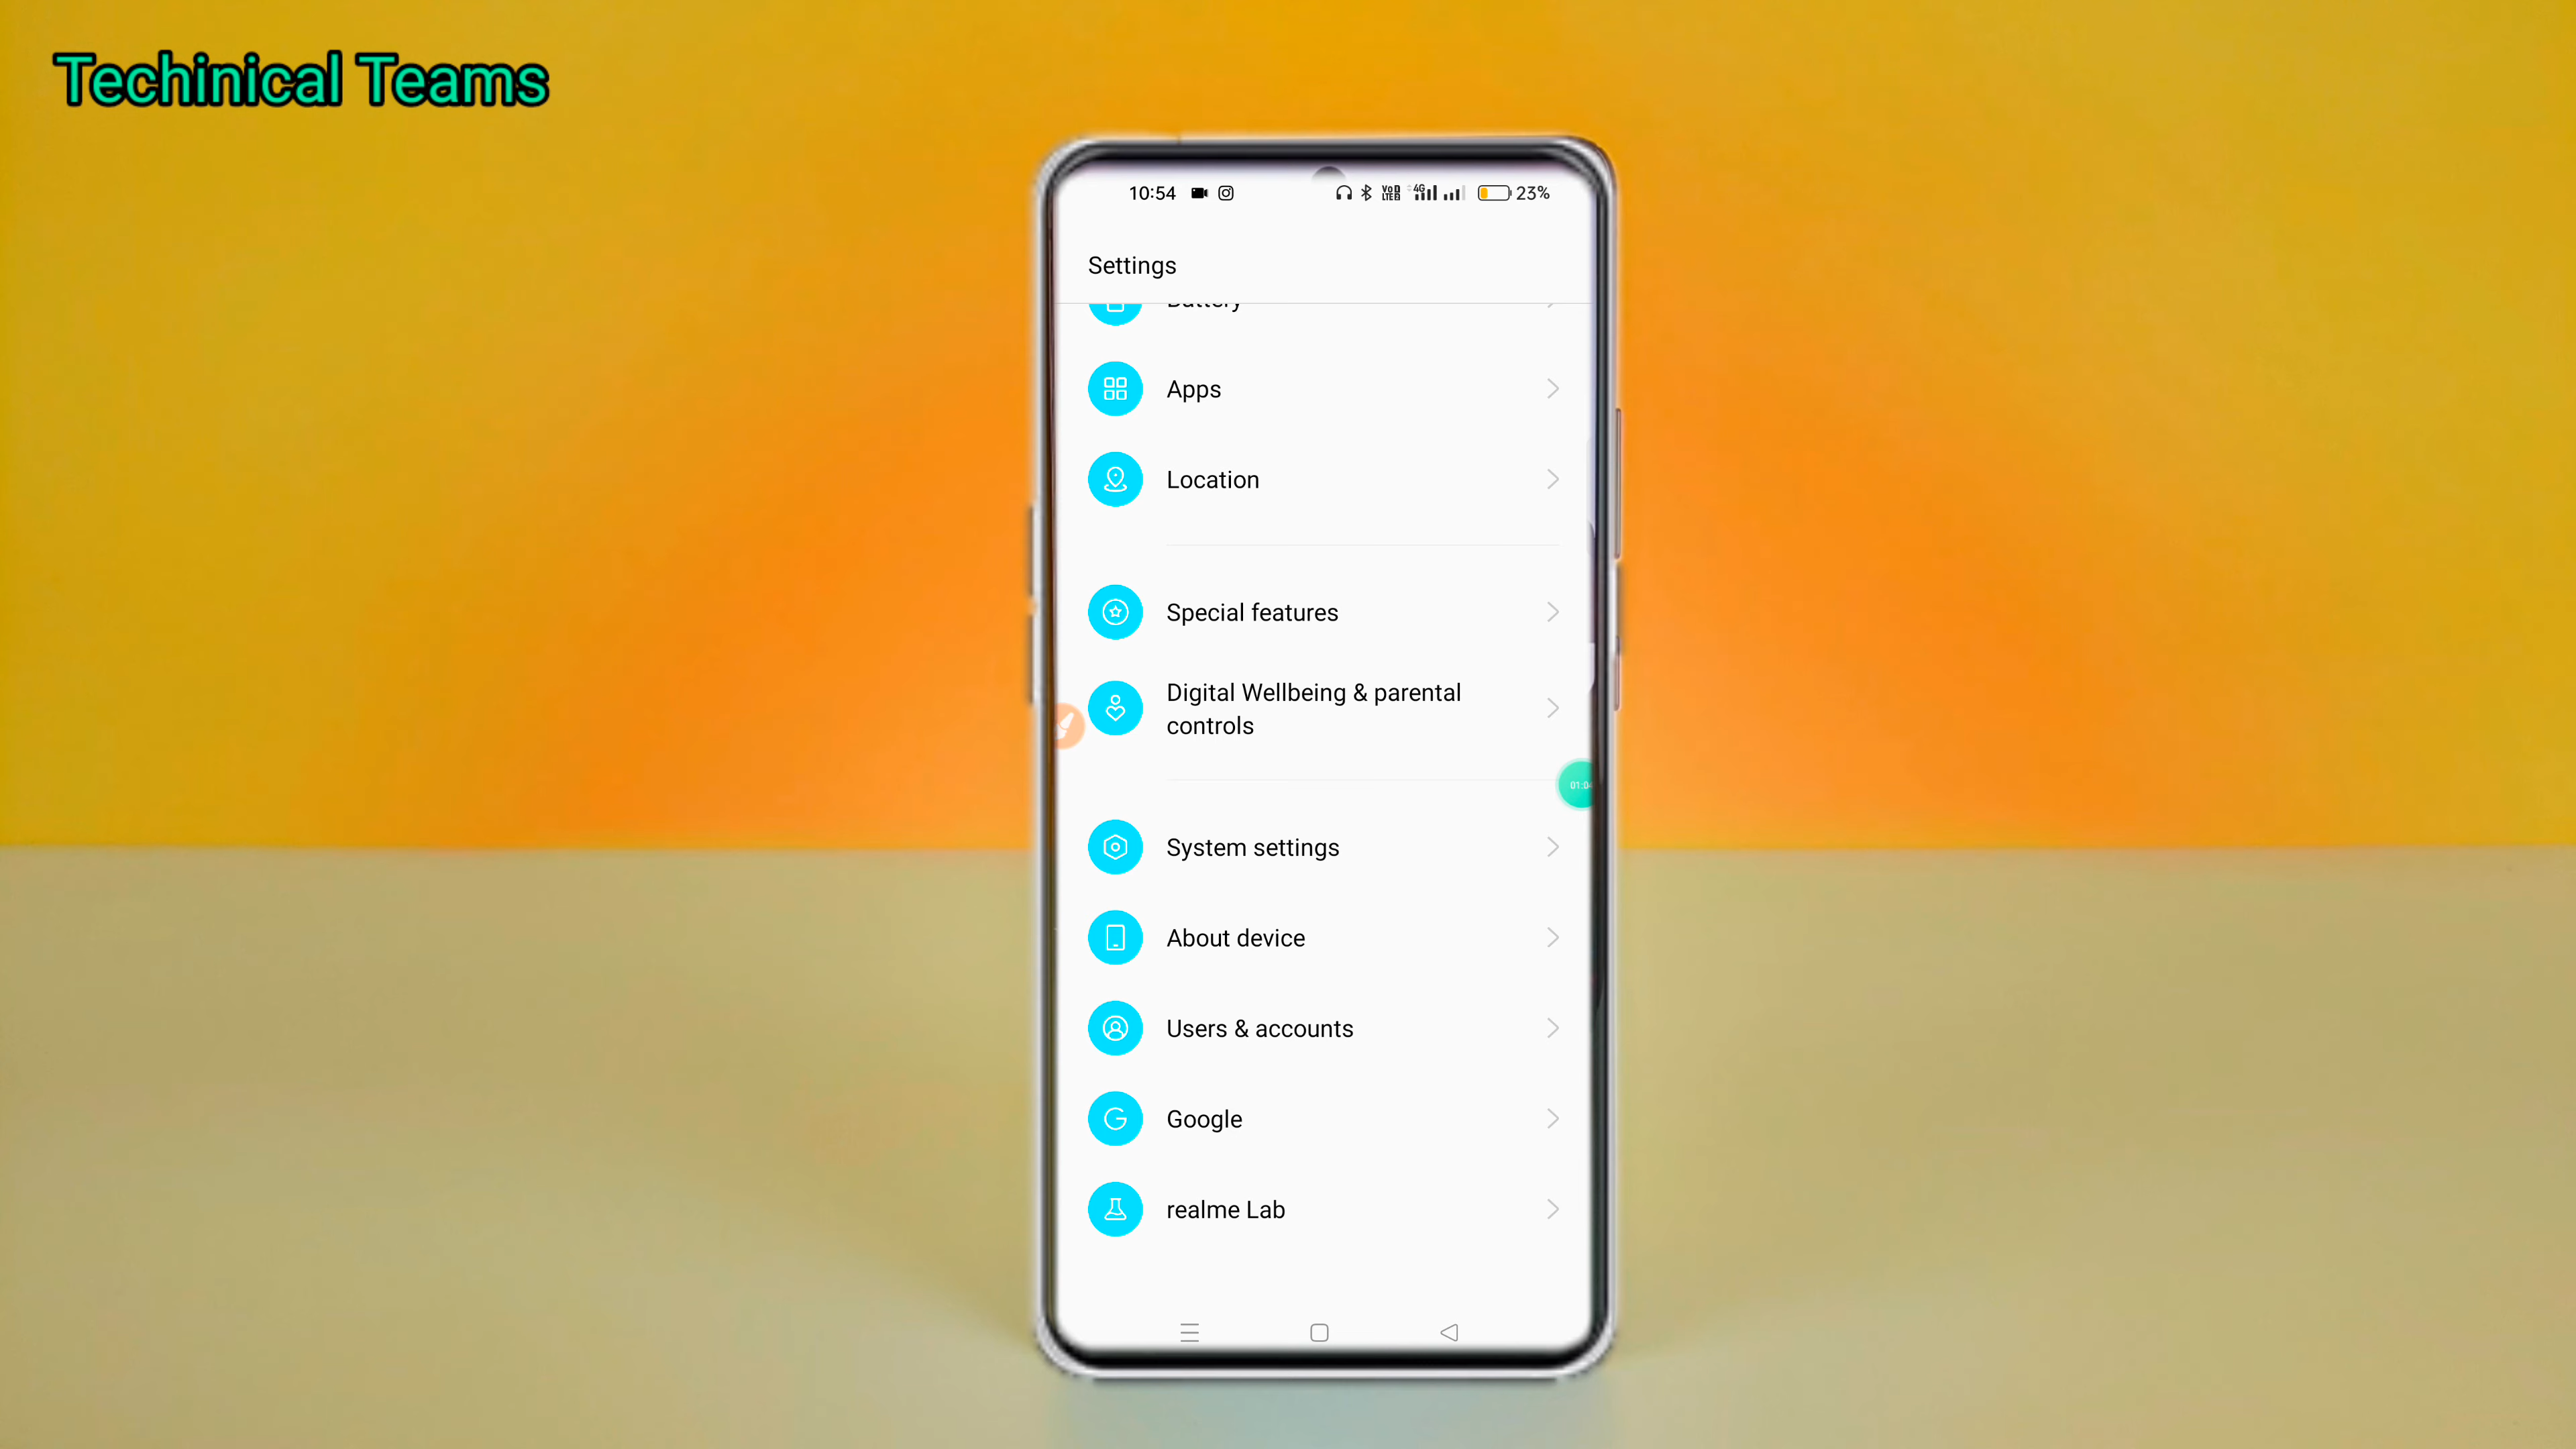 Techinical Teams
10:54
4G
23%
Settings
Battery
Apps
Location
Special features
Digital Wellbeing & parental
controls
System settings
About device
Users & accounts
Google
realme Lab